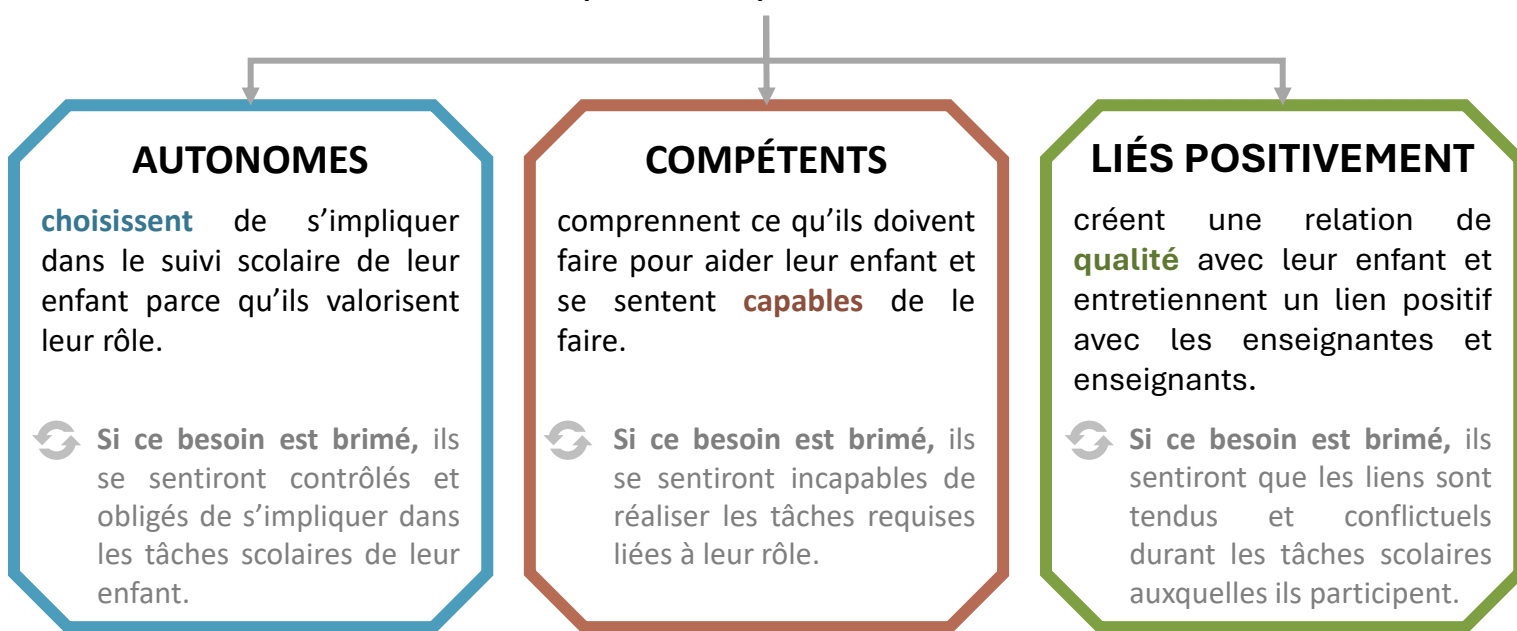 AUTONOMES
choisissent de s’impliquer
dans le suivi scolaire de leur
enfant parce qu’ils valorisent
leur rôle.
Si ce besoin est brimé, ils
se sentiront contrôlés et
obligés de s’impliquer dans
les tâches scolaires de leur
enfant.
COMPÉTENTS
comprennent ce qu’ils doivent
faire pour aider leur enfant et
se sentent capables de le
faire.
Si ce besoin est brimé, ils
se sentiront incapables de
réaliser les tâches requises
liées à leur rôle.
LIÉS POSITIVEMENT
créent une relation de
qualité avec leur enfant et
entretiennent un lien positif
avec les enseignantes et
enseignants.
Si ce besoin est brimé, ils
sentiront que les liens sont
tendus et conflictuels
durant les tâches scolaires
auxquelles ils participent.